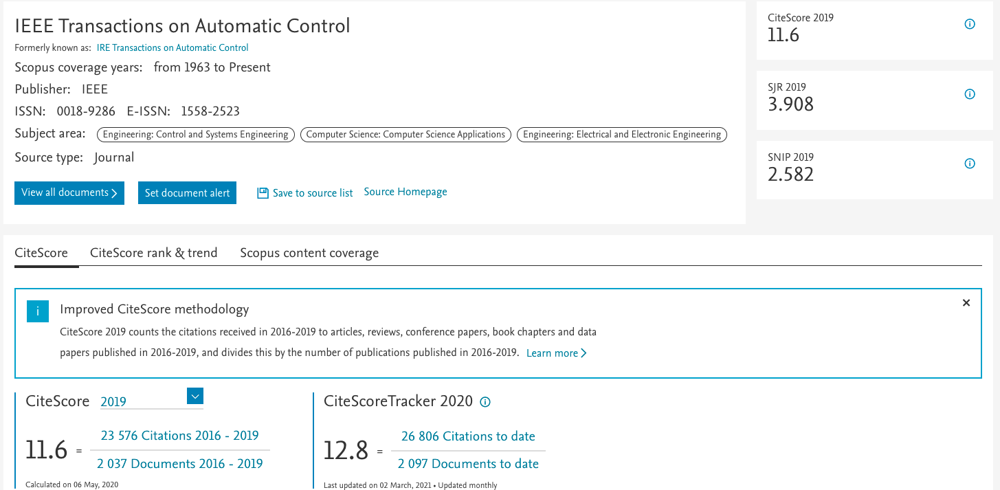 IEEE Transactions on Automatic Control
Formerly known as: IRE Transactions on Automatic Control
Scopus coverage years: from 1963 to Present
Publisher: IEEE
ISSN: 0018-9286 E-ISSN: 1558-2523
Subject area: Engineering: Control and Systems Engineering Computer Science: Computer Science Applications Engineering: Electrical and Electronic Engineering
Source type: Journal
View all documents Set document alert Save to source list Source Homepage
CiteScore 2019
11.6
SJR 2019
3.908
SNIP 2019
2.582
CiteScore CiteScore rank & trend Scopus content coverage
Improved CiteScore methodology
CiteScore 2019 counts the citations received in 2016-2019 to articles, reviews, conference papers, book chapters and data
papers published in 2016-2019, and divides this by the number of publications published in 2016-2019. Learn more
CiteScore 2019
11.6 =
23 576 Citations 2016 - 2019
2 037 Documents 2016 - 2019
Calculated on 06 May, 2020
CiteScoreTracker 2020
12.8 =
26 806 Citations to date
2 097 Documents to date
Last updated on 02 March, 2021 • Updated monthly